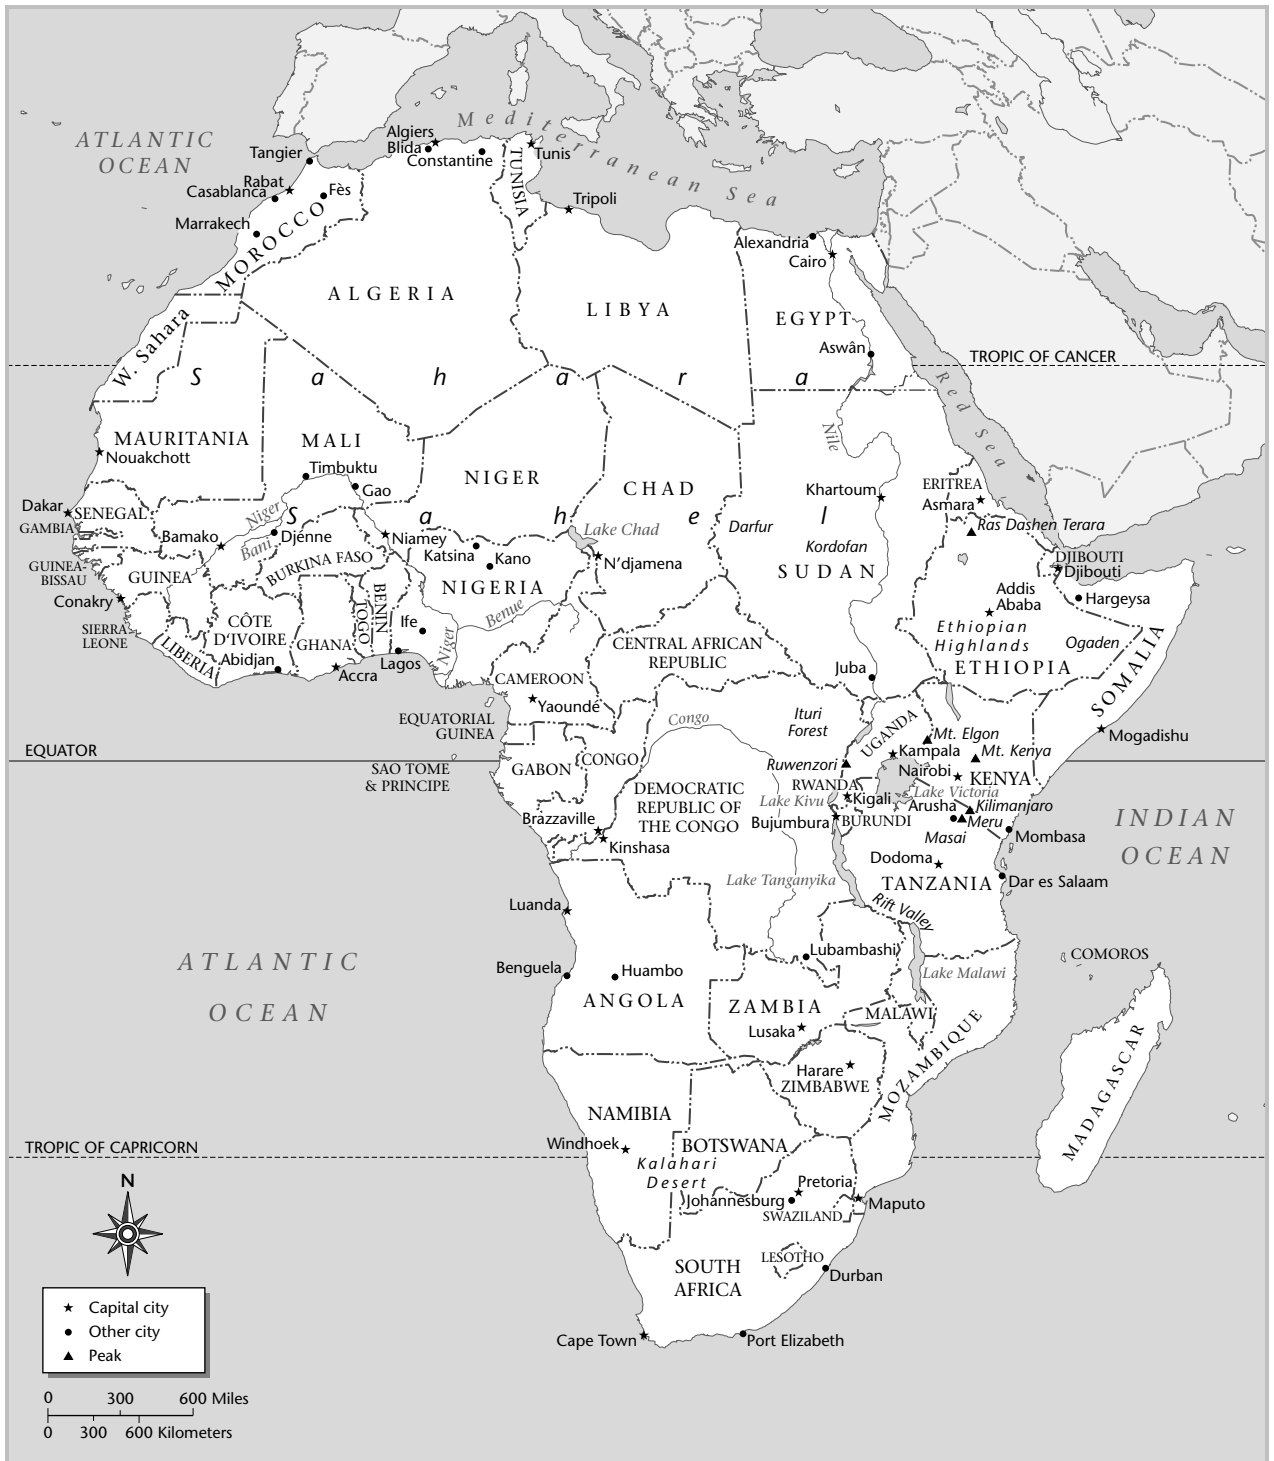 ATLANTIC
OCEAN
Mediterranean Sea
Algiers
Blida
Constantine
Tunis
Tangier
TUNISIA
Rabat
Casablanca
Fès
Tripoli
Marrakech
MOROCCO
Alexandria
Cairo
ALGERIA
LIBYA
EGYPT
W. Sahara
Aswân
TROPIC OF CANCER
S a h a r a
Red Sea
MAURITANIA
Nouakchott
MALI
Timbuktu
Gao
NIGER
CHAD
Nile
Khartoum
ERITREA
Asmara
Dakar
SENEGAL
GAMBIA
Niger
S a h e l
Lake Chad
Darfur
Ras Dashen Terara
Bamako
Bani
Djénne
Niamey
Katsina
Kano
N'djamena
Kordofan
SUDAN
DJIBOUTI
Djibouti
GUINEA-
BISSAU
GUINEA
BURKINA FASO
NIGERIA
Conakry
BENIN
TOGO
Benue
Addis
Ababa
Hargeysa
SIERRA
LEONE
LIBERIA
CÔTE
D'IVOIRE
GHANA
Ife
Niger
CENTRAL AFRICAN
REPUBLIC
Ethiopian
Highlands
Ogaden
ETHIOPIA
SOMALIA
Abidjan
Accra
Lagos
Juba
CAMEROON
Yaoundé
EQUATORIAL
GUINEA
Congo
Ituri
Forest
UGANDA
Mt. Elgon
Kampala
Mt. Kenya
Mogadishu
EQUATOR
SAO TOME
& PRINCIPE
GABON
CONGO
Ruwenzori
Nairobi
KENYA
DEMOCRATIC
REPUBLIC OF
THE CONGO
RWANDA
Lake Kivu
Kigali
Lake Victoria
Arusha
Kilimanjaro
Meru
Bujumbura
BURUNDI
Masai
Mombasa
INDIAN
OCEAN
Brazzaville
Kinshasa
Dodoma
TANZANIA
Dar es Salaam
Lake Tanganyika
Rift Valley
Luanda
ATLANTIC
OCEAN
Benguela
Huambo
ANGOLA
Lubambashi
Lake Malawi
COMOROS
ZAMBIA
Lusaka
MALAWI
MOZAMBIQUE
MADAGASCAR
Harare
ZIMBABWE
NAMIBIA
Windhoek
BOTSWANA
TROPIC OF CAPRICORN
Kalahari
Desert
Pretoria
Johannesburg
SWAZILAND
Maputo
LESOTHO
Durban
SOUTH
AFRICA
Cape Town
Port Elizabeth
N
Capital city
Other city
Peak
0 300 600 Miles
0 300 600 Kilometers